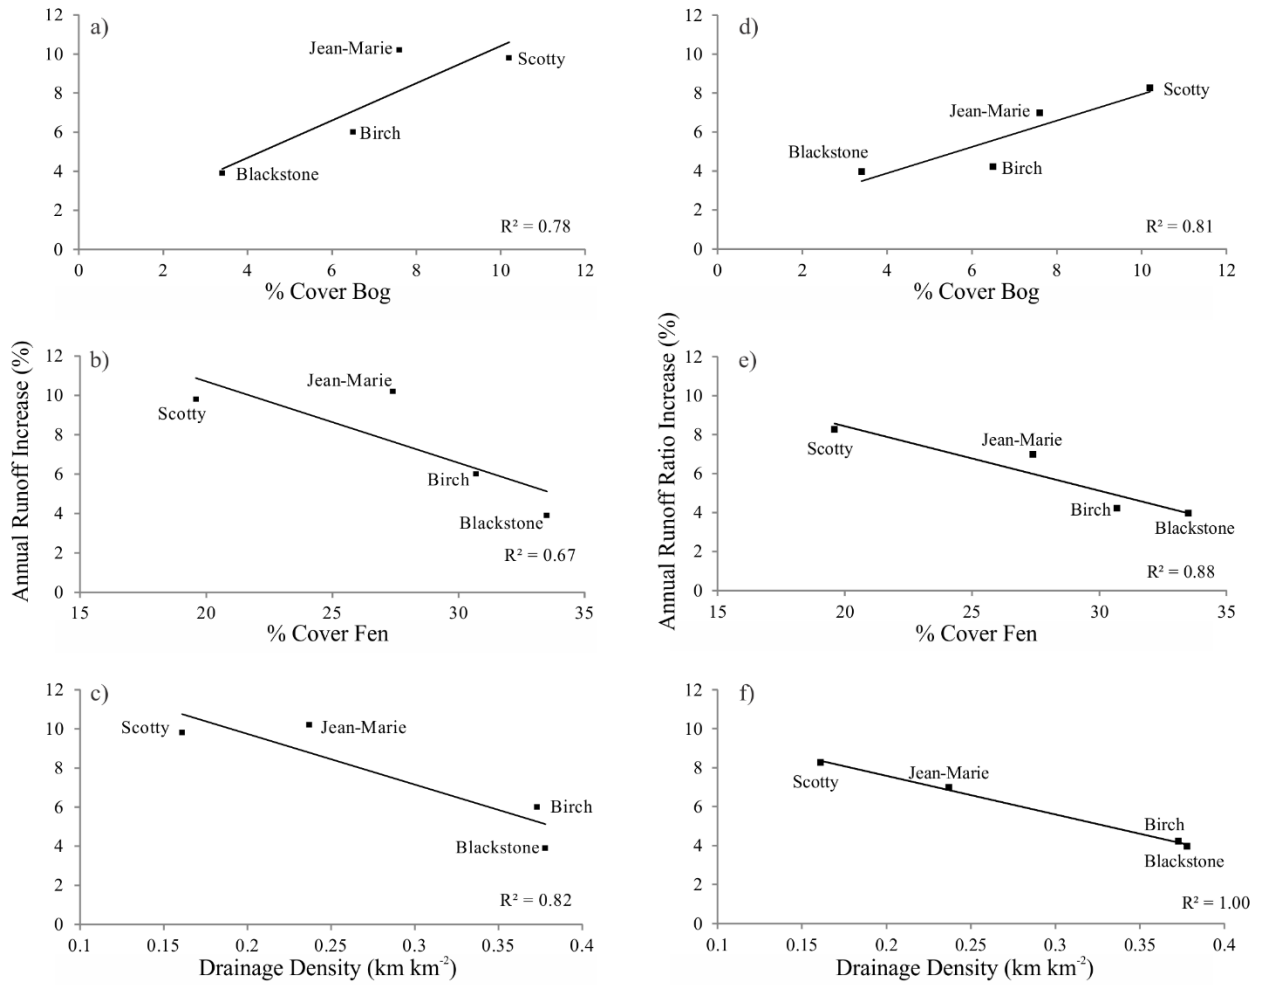 a)
12
10
8
6
4
2
0
Jean-Marie
Scotty
Birch
Blackstone
R² = 0.78
0 2 4 6 8 10 12
% Cover Bog
d)
12
10
8
6
4
2
0
Scotty
Jean-Marie
Blackstone
Birch
R² = 0.81
0 2 4 6 8 10 12
% Cover Bog
Annual Runoff Increase (%)
b)
12
10
8
6
4
2
0
Jean-Marie
Scotty
Birch
Blackstone
R² = 0.67
15 20 25 30 35
% Cover Fen
Annual Runoff Ratio Increase (%)
e)
12
10
8
6
4
2
0
Jean-Marie
Scotty
Birch
Blackstone
R² = 0.88
15 20 25 30 35
% Cover Fen
c)
12
10
8
6
4
2
0
Scotty
Jean-Marie
Birch
Blackstone
R² = 0.82
0.1 0.15 0.2 0.25 0.3 0.35 0.4
Drainage Density (km km⁻²)
f)
12
10
8
6
4
2
0
Jean-Marie
Scotty
Birch
Blackstone
R² = 1.00
0.1 0.15 0.2 0.25 0.3 0.35 0.4
Drainage Density (km km⁻²)